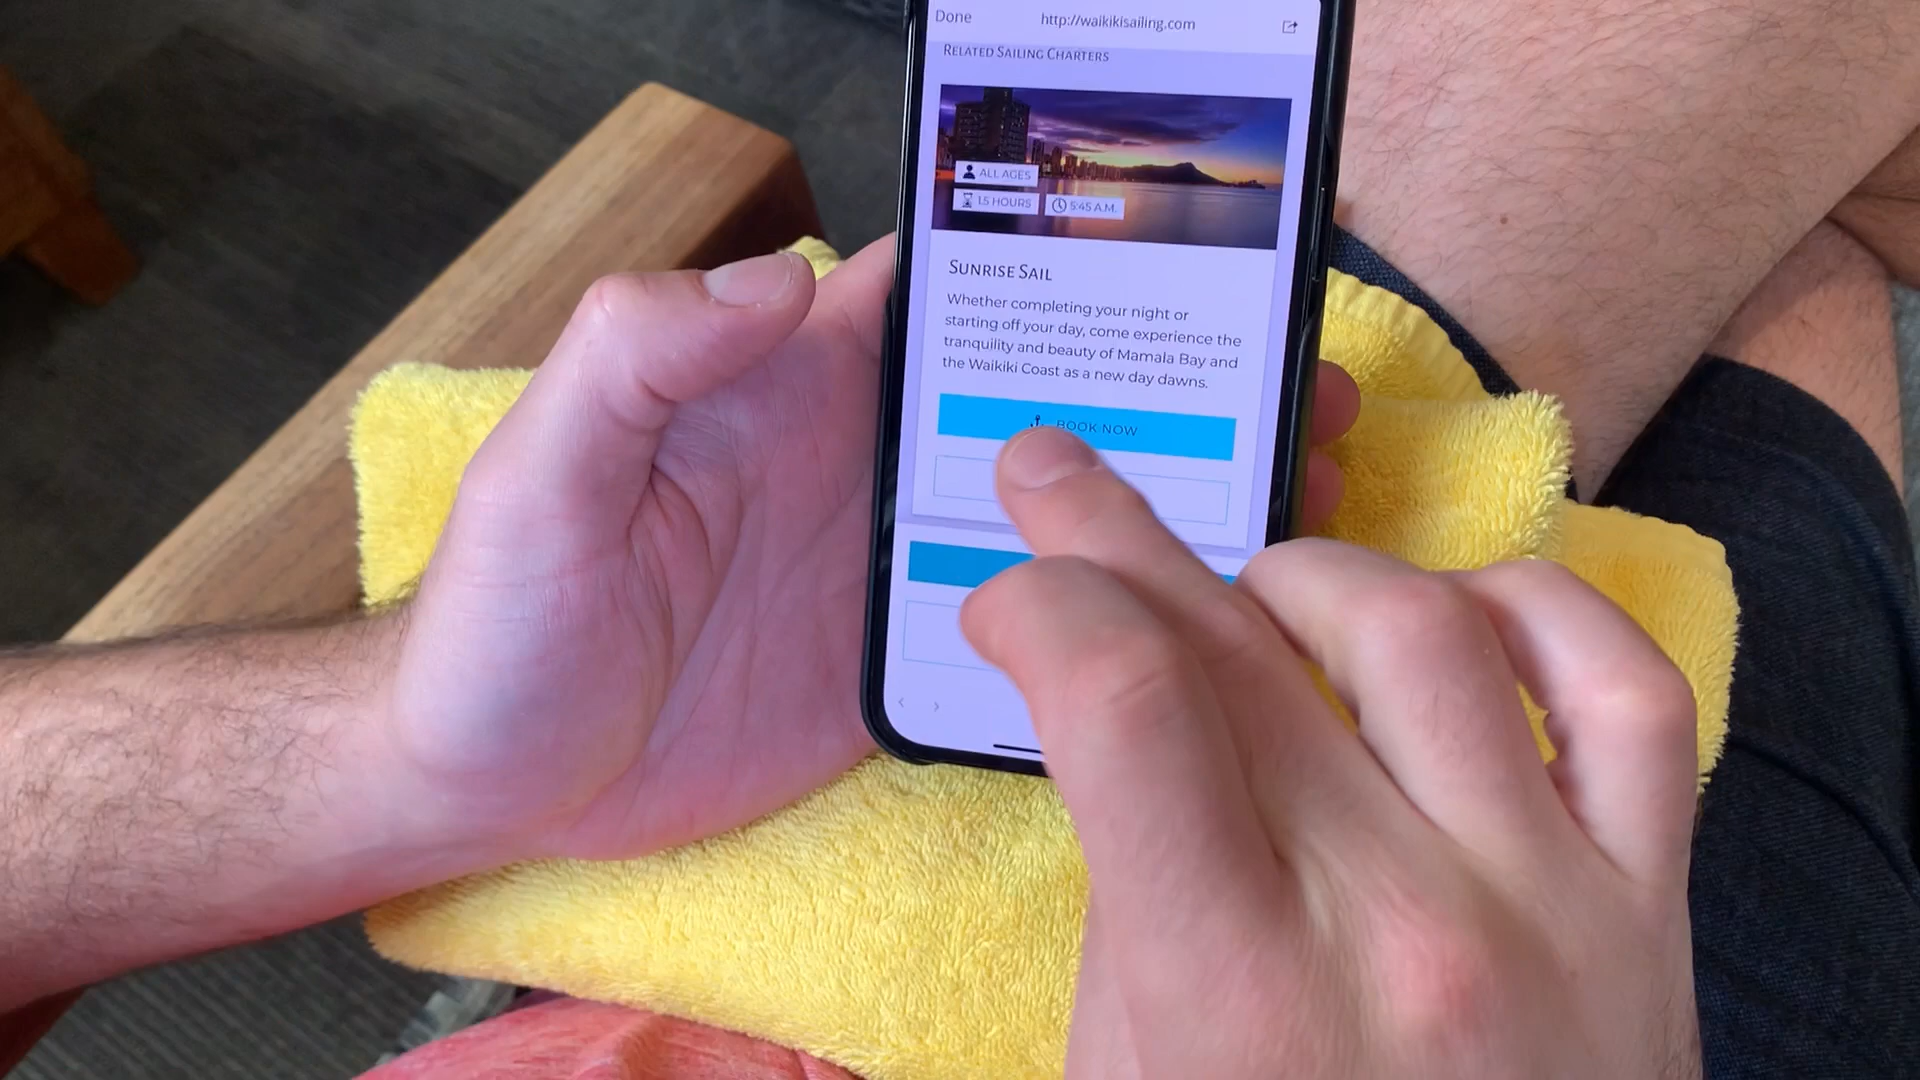 Done
http://waikikisailing.com
Related Sailing Charters
ALL AGES
1.5 HOURS
5:45 A.M.
Sunrise Sail
Whether completing your night or
starting off your day, come experience the
tranquility and beauty of Mamala Bay and
the Waikiki Coast as a new day dawns.
BOOK NOW